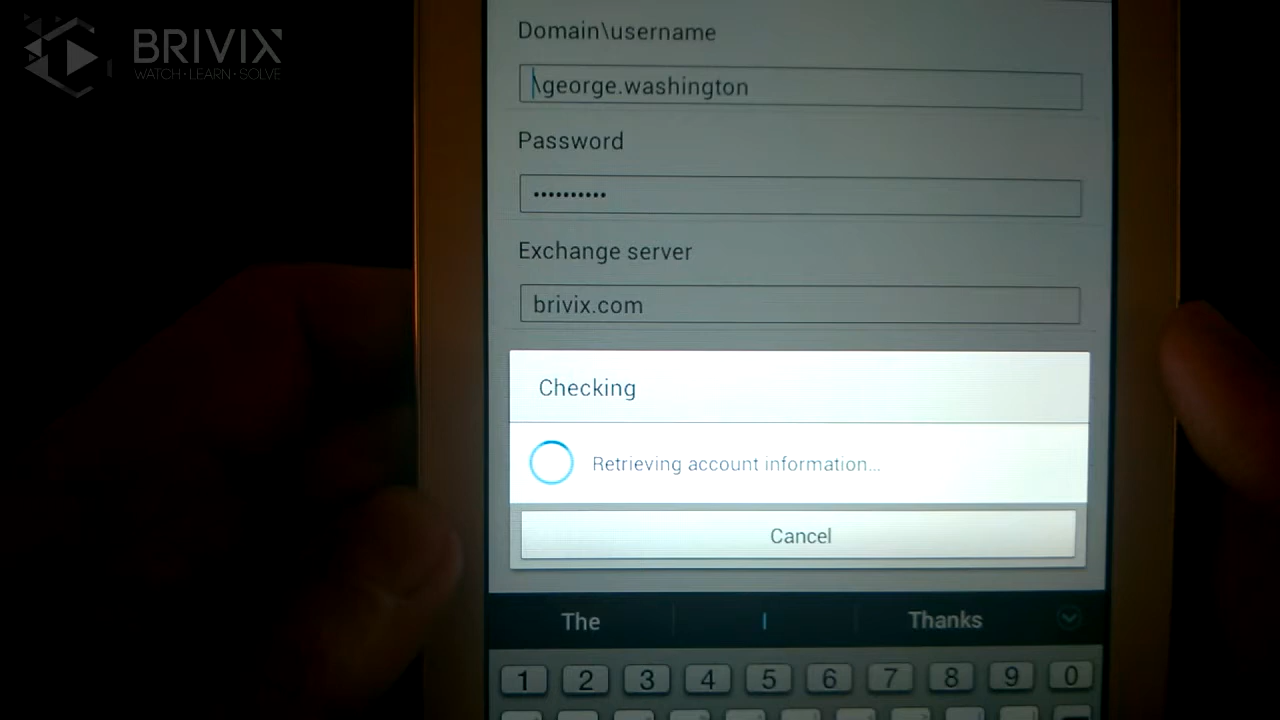 BRIVIX
WATCH·LEARN·SOLVE
Domain\username
\george.washington
Password
••••••••••
Exchange server
brivix.com
Checking
Retrieving account information...
Cancel
The I Thanks
1 2 3 4 5 6 7 8 9 0